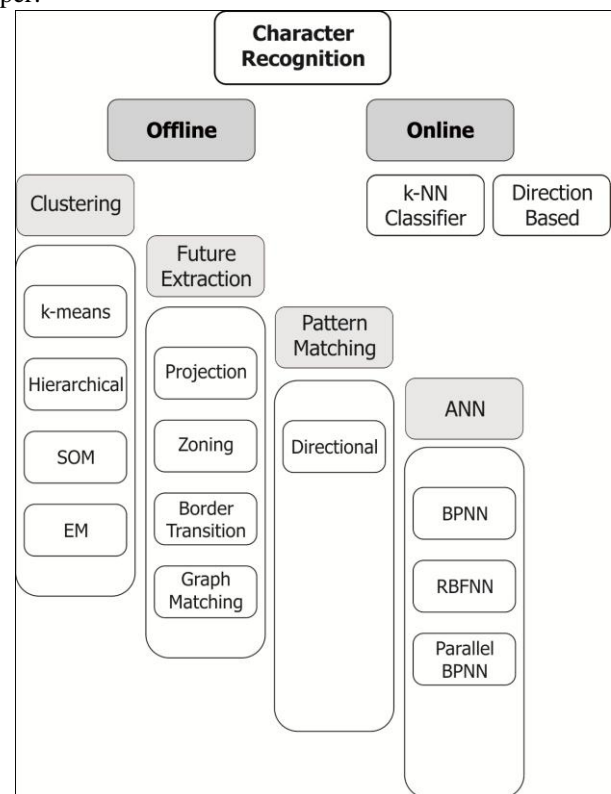 Character
Recognition
Offline
Online
k-NN
Classifier
Direction
Based
Clustering
k-means
Hierarchical
SOM
EM
Future
Extraction
Projection
Zoning
Border
Transition
Graph
Matching
Pattern
Matching
Directional
ANN
BPNN
RBFNN
Parallel
BPNN